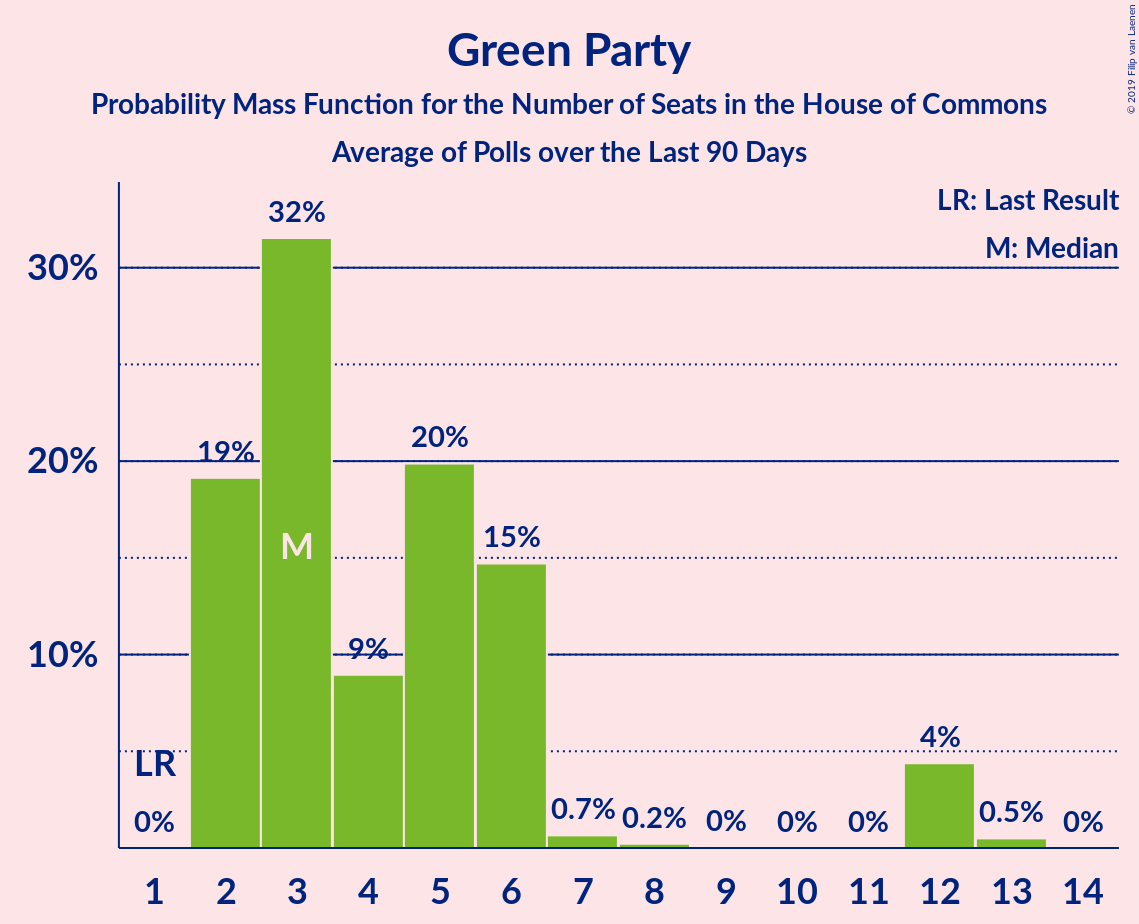 Green Party
Probability Mass Function for the Number of Seats in the House of Commons
Average of Polls over the Last 90 Days
© 2019 Filip van Laenen
LR: Last Result
M: Median
30%
20%
10%
0%
LR
19%
32%
M
9%
20%
15%
0.7%
0.2%
0%
0%
0%
4%
0.5%
0%
1 2 3 4 5 6 7 8 9 10 11 12 13 14